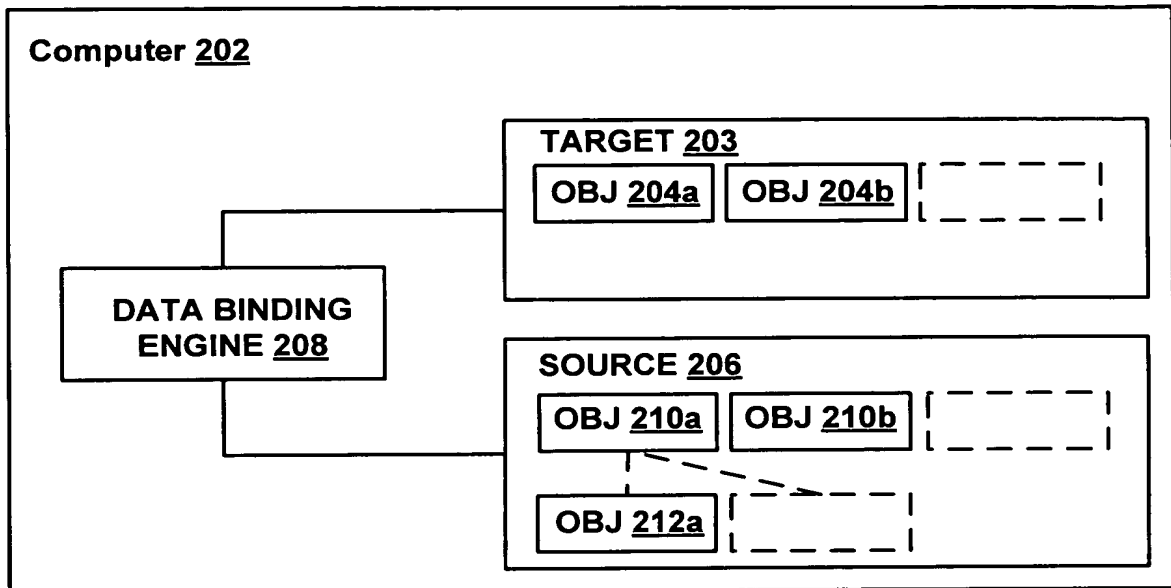 Computer 202
TARGET 203
OBJ 204a
OBJ 204b
DATA BINDING
ENGINE 208
SOURCE 206
OBJ 210a
OBJ 210b
OBJ 212a